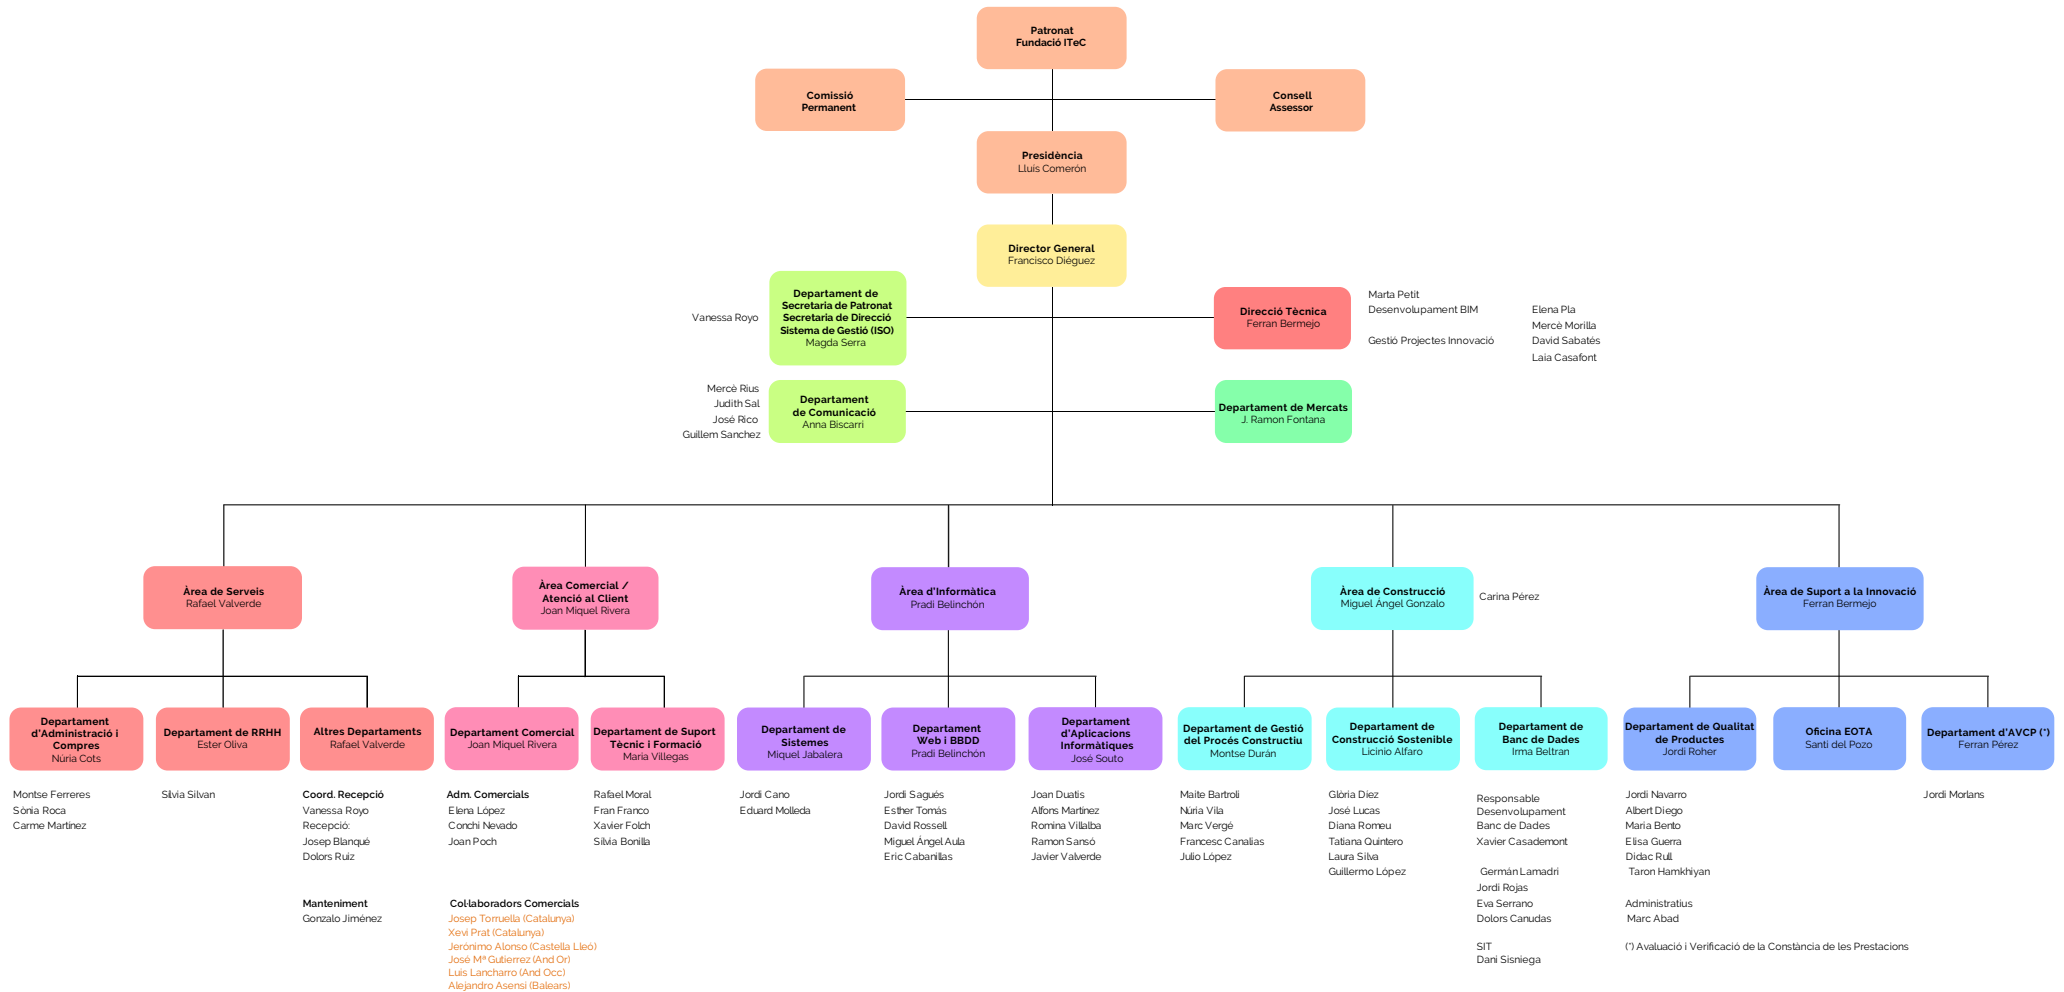 Patronat
Fundació ITeC
Comissió
Permanent
Consell
Assessor
Presidència
Lluís Comerón
Director General
Francisco Diéguez
Vanessa Royo
Departament de
Secretaria de Patronat
Secretaria de Direcció
Sistema de Gestió (ISO)
Magda Serra
Direcció Tècnica
Ferran Bermejo
Marta Petit
Desenvolupament BIM
Elena Pla
Mercè Morilla
Gestió Projectes Innovació
David Sabatés
Laia Casafont
Mercè Rius
Judith Sal
José Rico
Guillem Sanchez
Departament
de Comunicació
Anna Biscarri
Departament de Mercats
J. Ramon Fontana
Àrea de Serveis
Rafael Valverde
Àrea Comercial /
Atenció al Client
Joan Miquel Rivera
Àrea d'Informàtica
Pradi Belinchón
Àrea de Construcció
Miguel Ángel Gonzalo
Carina Pérez
Àrea de Suport a la Innovació
Ferran Bermejo
Departament
d'Administració i
Compres
Núria Cots
Departament de RRHH
Ester Oliva
Altres Departaments
Rafael Valverde
Departament Comercial
Joan Miquel Rivera
Departament de Suport
Tècnic i Formació
Maria Villegas
Departament de
Sistemes
Miquel Jabalera
Departament
Web i BBDD
Pradi Belinchón
Departament
d'Aplicacions
Informàtiques
José Souto
Departament de Gestió
del Procés Constructiu
Montse Durán
Departament de
Construcció Sostenible
Licinio Alfaro
Departament de
Banc de Dades
Irma Beltran
Departament de Qualitat
de Productes
Jordi Roher
Oficina EOTA
Santi del Pozo
Departament d'AVCP (*)
Ferran Pérez
Montse Ferreres
Sònia Roca
Carme Martínez
Silvia Silvan
Coord. Recepció
Vanessa Royo
Recepció:
Josep Blanqué
Dolors Ruiz
Manteniment
Gonzalo Jiménez
Adm. Comercials
Elena López
Conchi Nevado
Joan Poch
Col·laboradors Comercials
Josep Torruella (Catalunya)
Xevi Prat (Catalunya)
Jerónimo Alonso (Castella Lleó)
José Mª Gutierrez (And Or)
Luis Lancharro (And Occ)
Alejandro Asensi (Balears)
Rafael Moral
Fran Franco
Xavier Folch
Sílvia Bonilla
Jordi Cano
Eduard Molleda
Jordi Sagués
Esther Tomás
David Rossell
Miguel Ángel Aula
Eric Cabanillas
Joan Duatis
Alfons Martínez
Romina Villalba
Ramon Sansó
Javier Valverde
Maite Bartrolí
Núria Vila
Marc Vergé
Francesc Canalias
Julio López
Glòria Díez
José Lucas
Diana Romeu
Tatiana Quintero
Laura Silva
Guillermo López
Responsable
Desenvolupament
Banc de Dades
Xavier Casademont
Germán Lamadri
Jordi Rojas
Eva Serrano
Dolors Canudas
SIT
Dani Sisniega
Jordi Navarro
Albert Diego
Maria Bento
Elisa Guerra
Didac Rull
Taron Hamkhiyan
Administratius
Marc Abad
(*) Avaluació i Verificació de la Constància de les Prestacions
Jordi Morlans